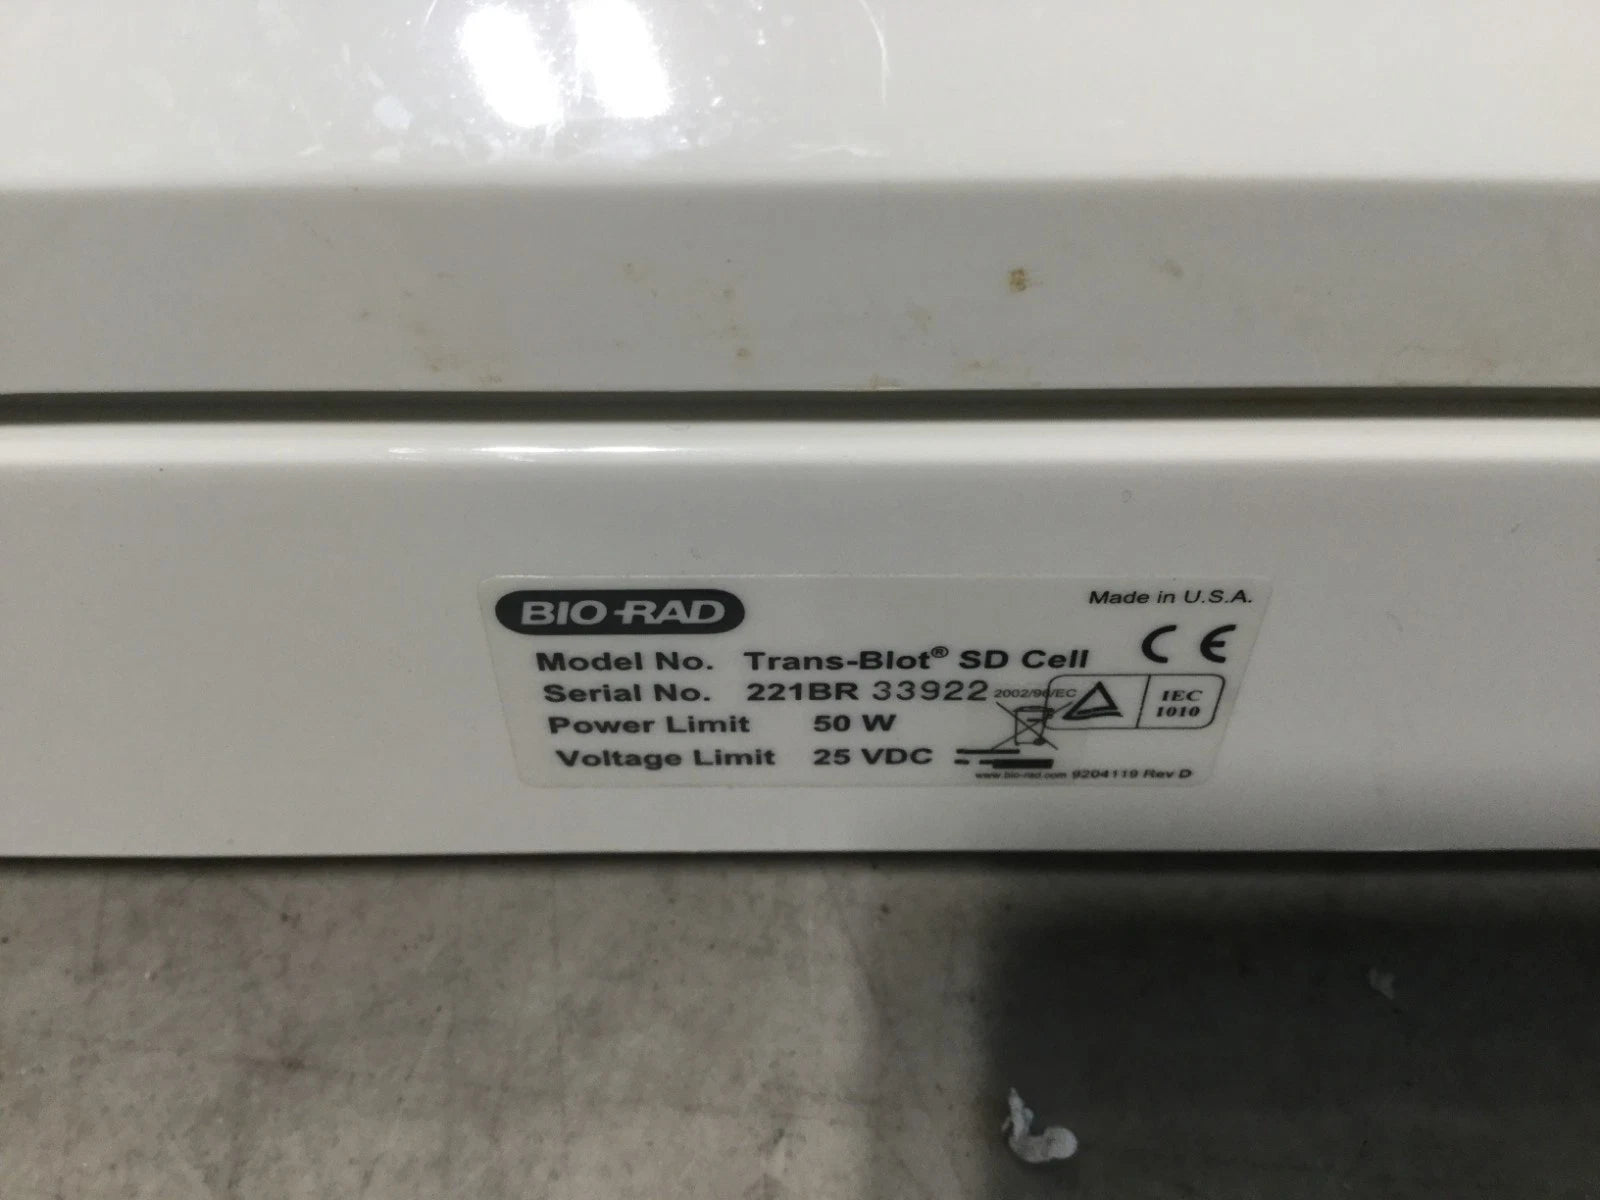 BIO-RAD
Made in U.S.A.
Model No. Trans-Blot® SD Cell
CE
Serial No. 221BR 33922
2002/96/EC
IEC
1010
Power Limit 50 W
Voltage Limit 25 VDC
www.bio-rad.com 9204119 Rev D